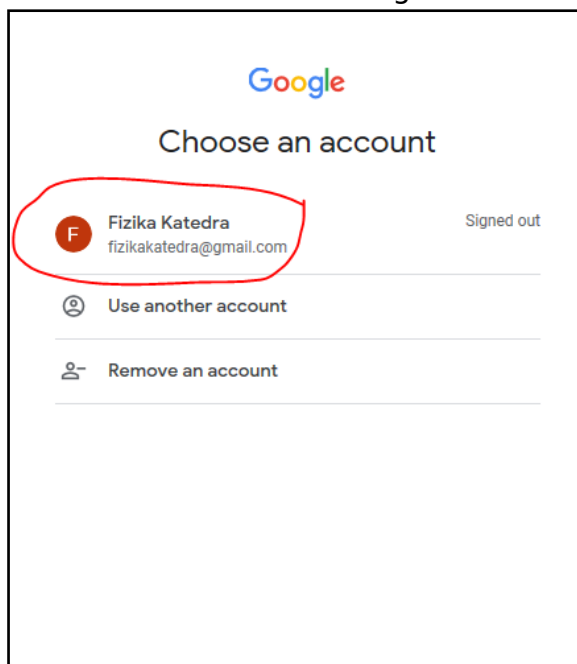 Google
Choose an account
F
Fizika Katedra
Signed out
fizikakatedra@gmail.com
Use another account
Remove an account